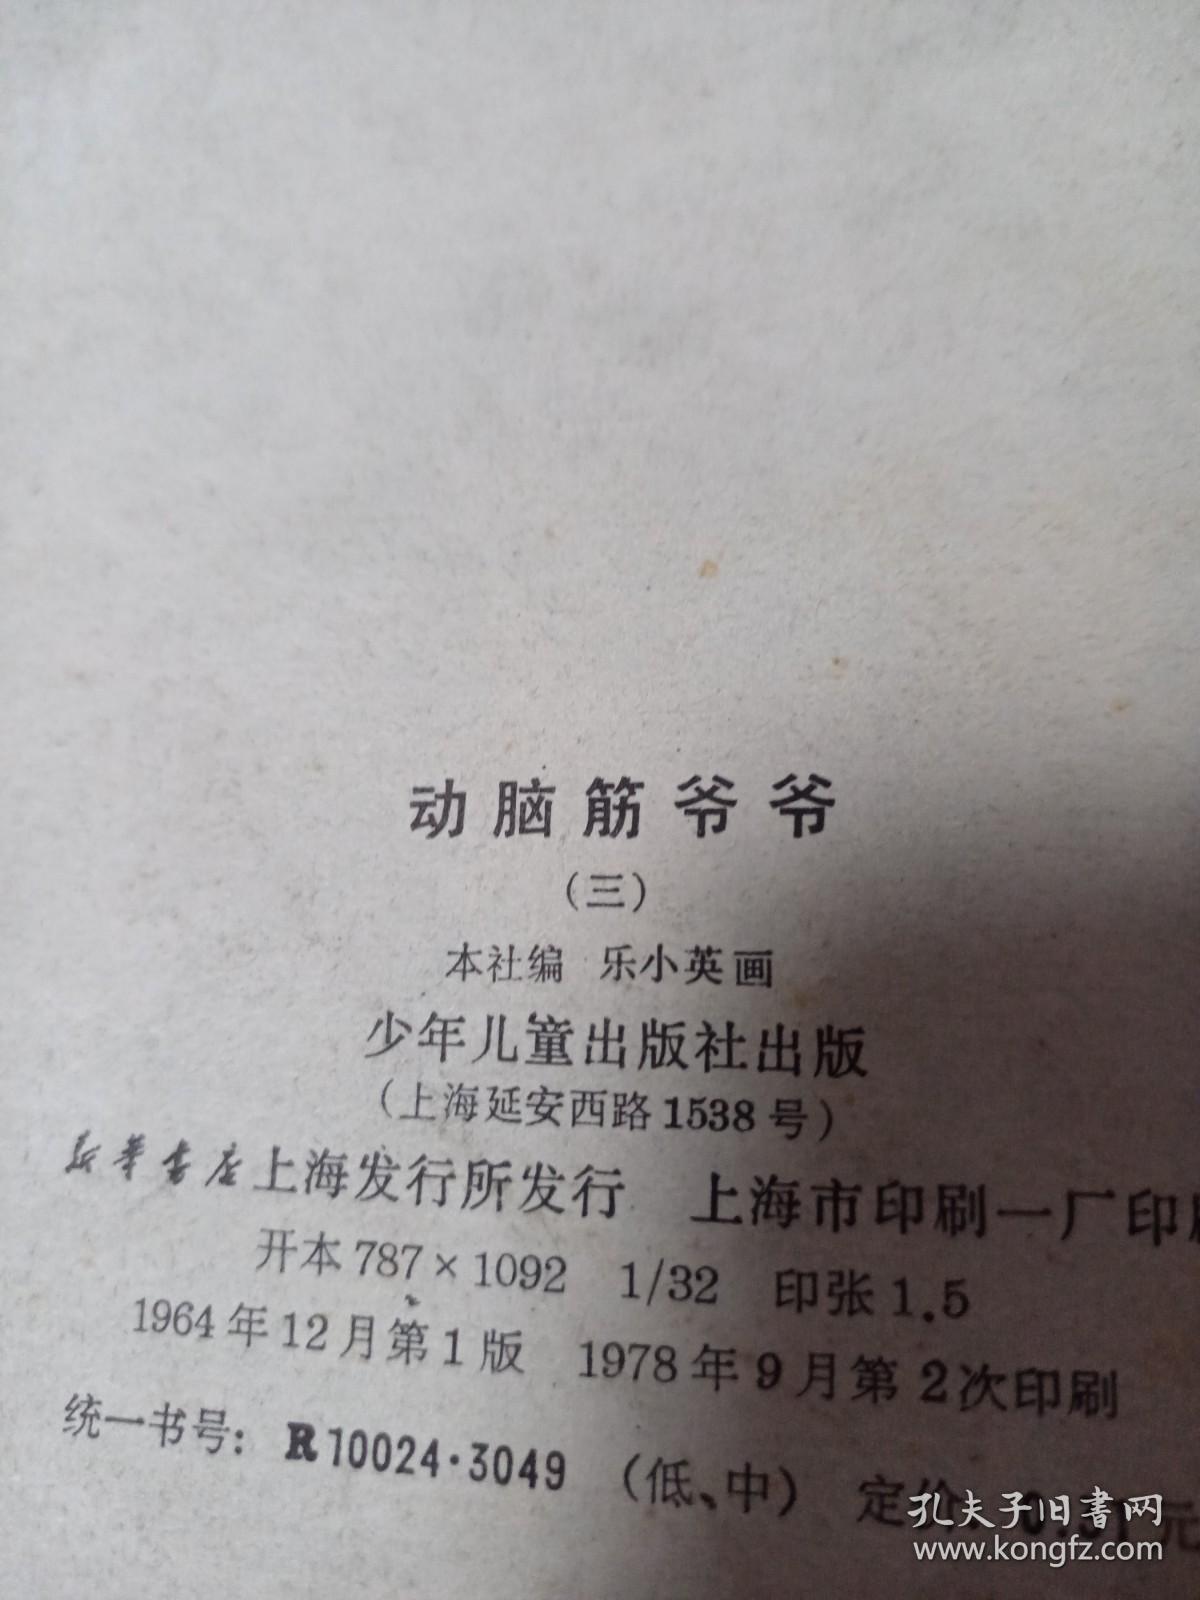 动脑筋爷爷
(三)
本社编 乐小英画
少年儿童出版社出版
(上海延安西路1538号)
新华书店上海发行所发行 上海市印刷一厂印
开本787×1092 1/32 印张1.5
1964年12月第1版 1978年9月第2次印刷
统一书号: R10024·3049 (低、中) 定价: 元
孔夫子旧书网
www.kongfz.com